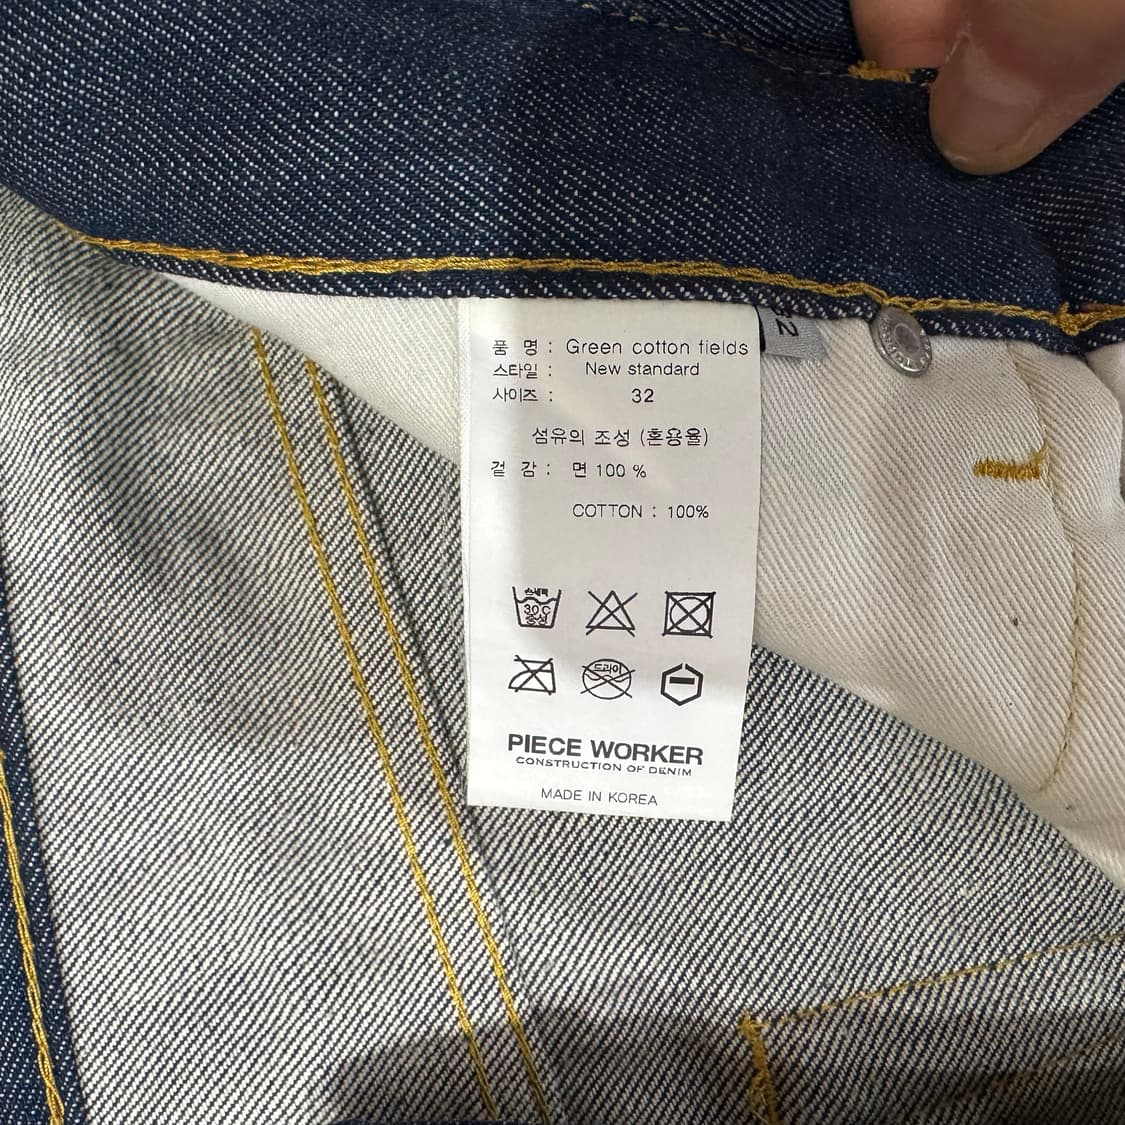 품 명 : Green cotton fields
스타일 : New standard
사이즈 : 32
섬유의 조성 (혼용율)
겉 감 : 면 100 %
COTTON : 100%
손세탁
30℃
중성
드라이
PIECE WORKER
CONSTRUCTION OF DENIM
MADE IN KOREA
32